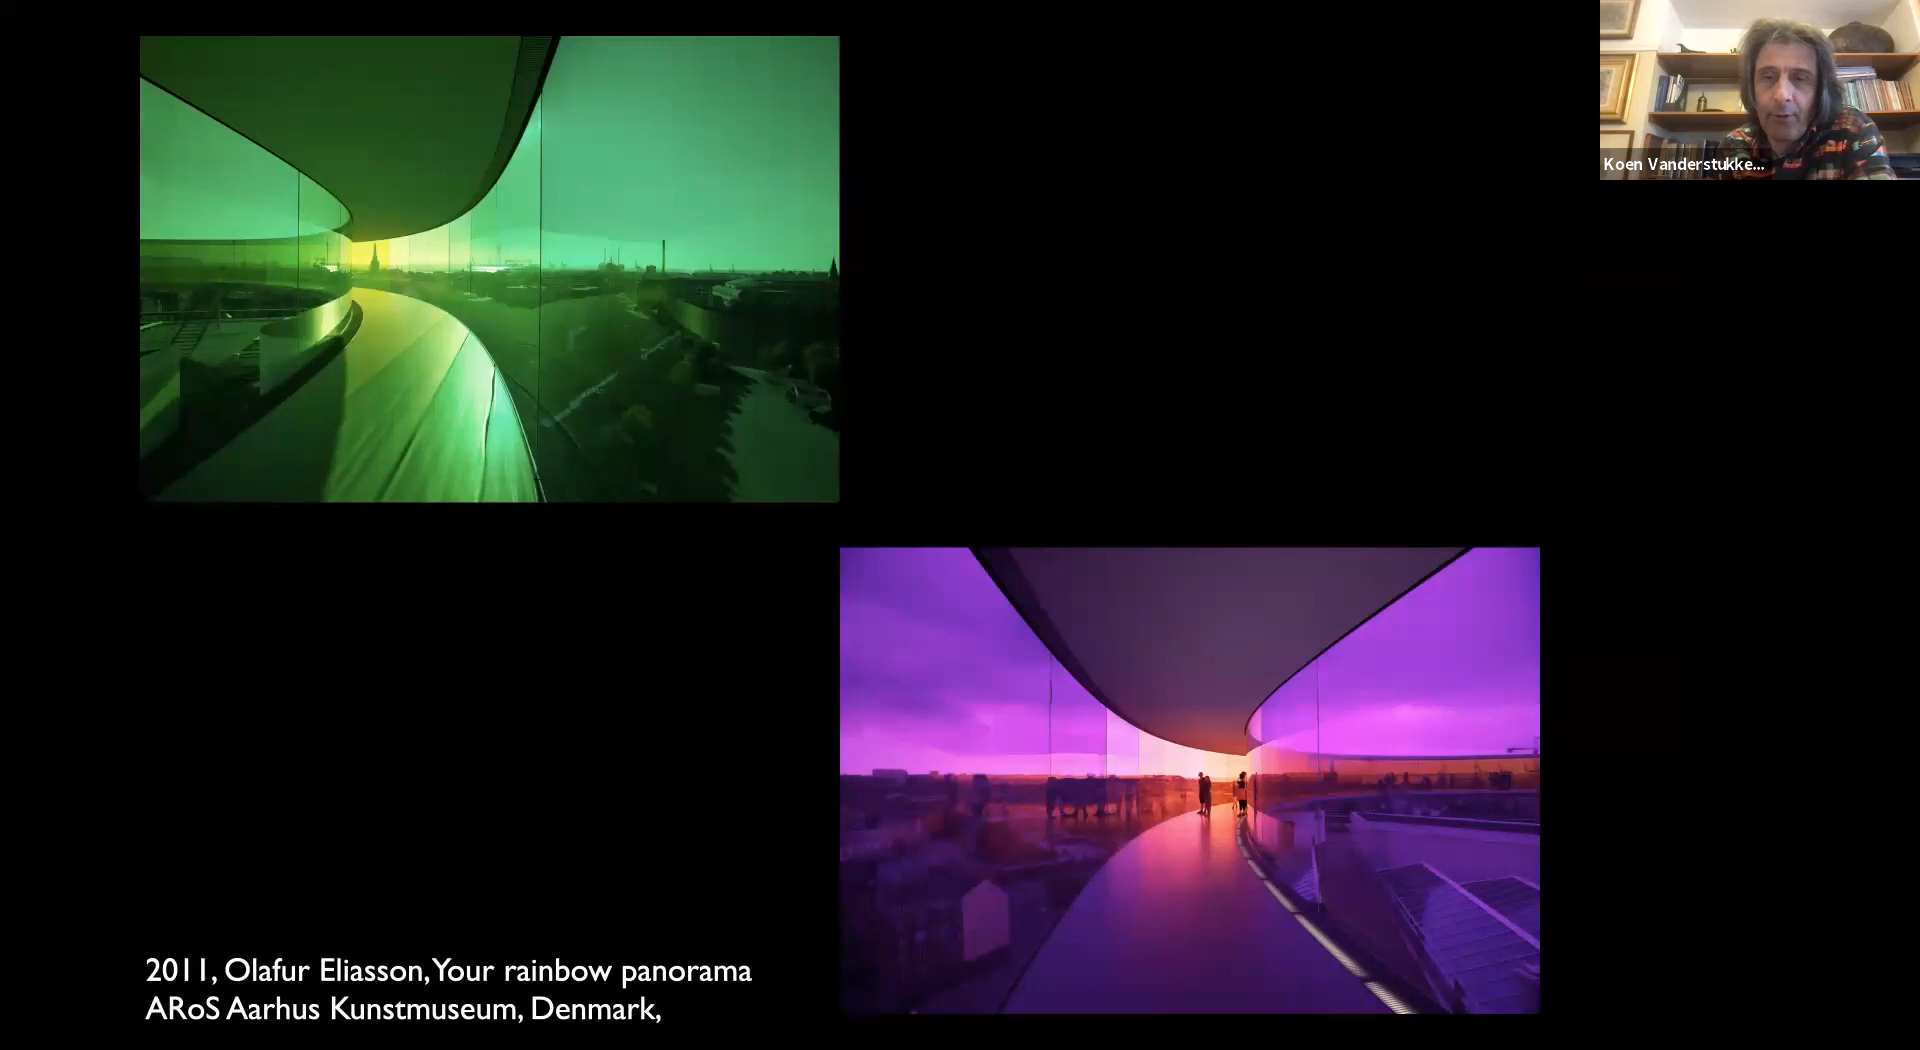 Koen Vanderstukke...
2011, Olafur Eliasson, Your rainbow panorama
ARoS Aarhus Kunstmuseum, Denmark,